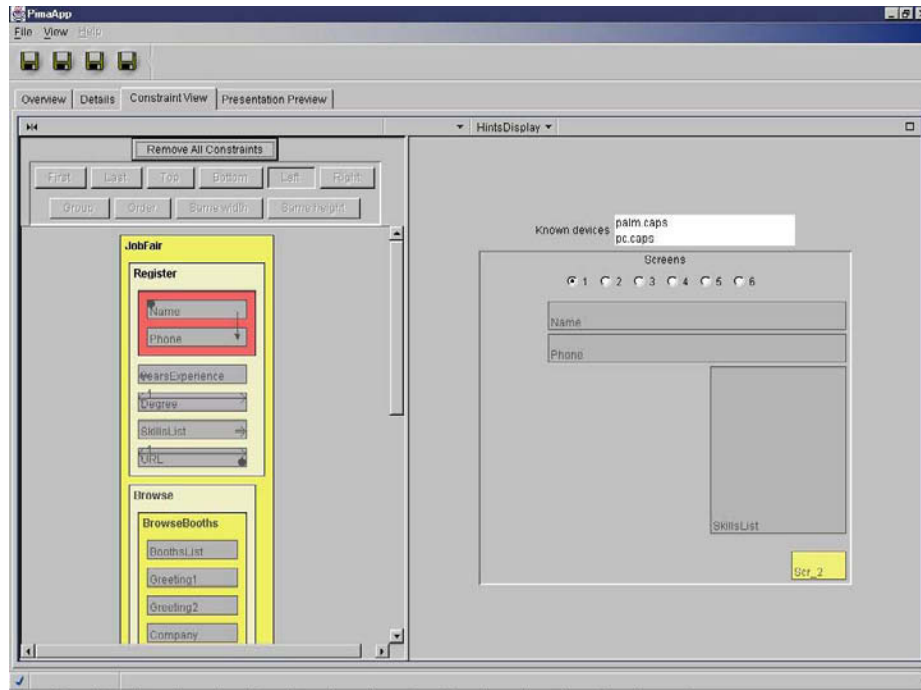 PimaApp
File View Help
Overview Details Constraint View Presentation Preview
HintsDisplay
Remove All Constraints
First Last Top Bottom Left Right
Group Order Same width Same height
JobFair
Register
Name
Phone
YearsExperience
1
Degree
SkillsList
1
URL
Browse
BrowseBooths
BoothsList
Greeting1
Greeting2
Company
Known devices palm.caps
pc.caps
Screens
1 2 3 4 5 6
Name
Phone
SkillsList
Scr_2